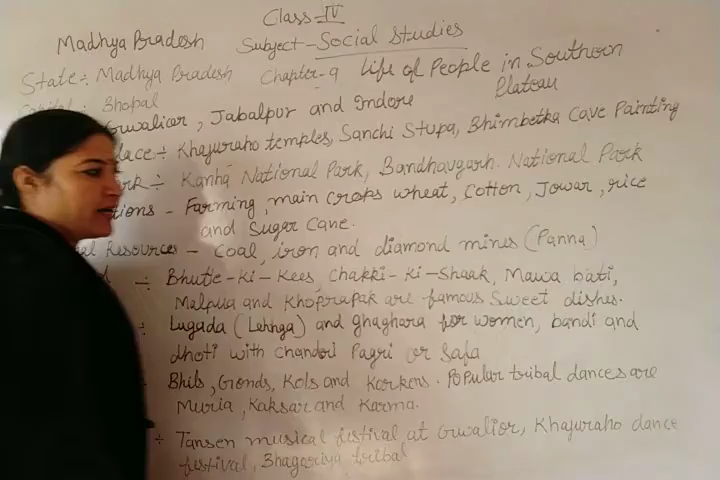 Class-IV
Madhya Pradesh Subject-Social Studies
State:- Madhya Pradesh Chapter-9 Life of People in Southorn Plateau
: Bhopal
Gwalior, Jabalpur and Indore
lace÷ Khajuraho temples, Sanchi Stupa, Bhimbetka Cave Painting
rk÷ Kanha National Park, Bandhavgarh. National Park
tions - Farming, main crops wheat, Cotton, Jowar, rice
and Sugar Cane.
al Resources - Coal, iron and diamond mines (Panna)
d ÷ Bhutte-Ki-Kees, Chakki-Ki-Shaak, Mawa bati,
Malpua and Khoprapak are famous Sweet dishes.
÷ Lugada (Lehnga) and ghaghara for women, bandi and
dhoti with Pagri or Safa
Bhils, Gonds, Kols and Korkens. Popular tribal dances are
Muria, Kaksar and Karma.
÷ Tansen musical festival at Gwalior, Khajuraho dance
festival, Bhagoriya tribal